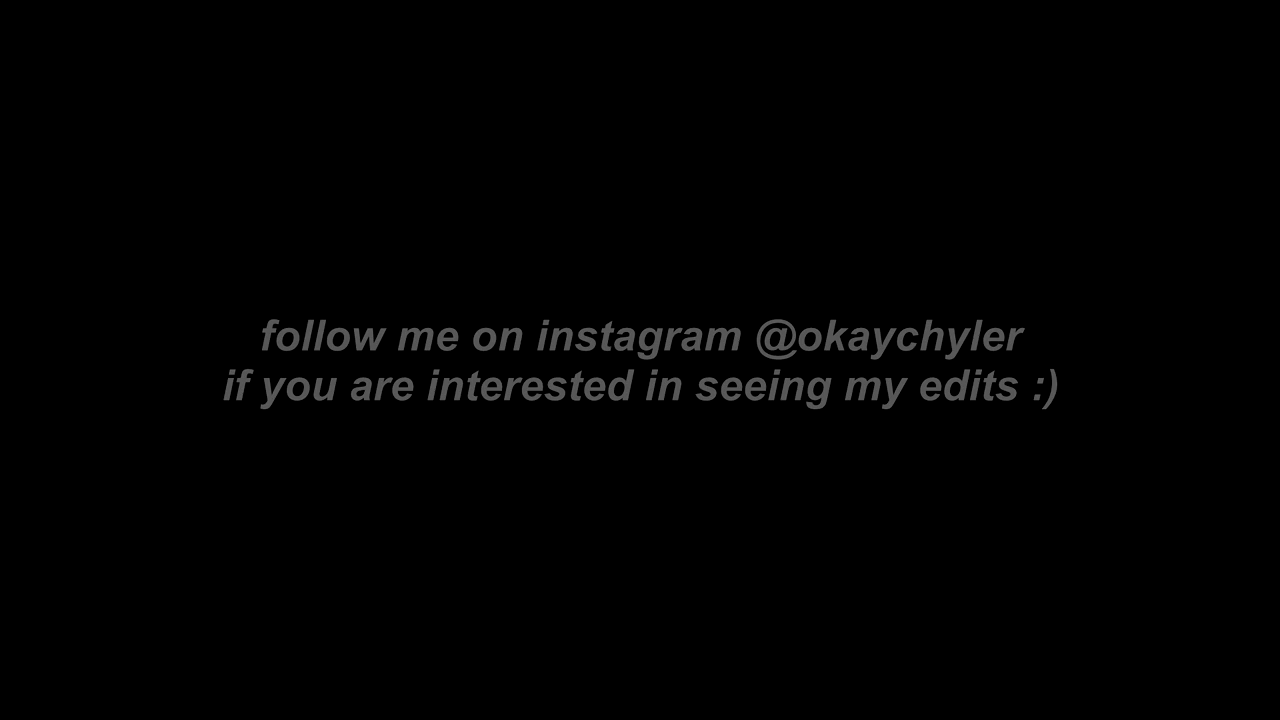 follow me on instagram @okaychyler
if you are interested in seeing my edits :)